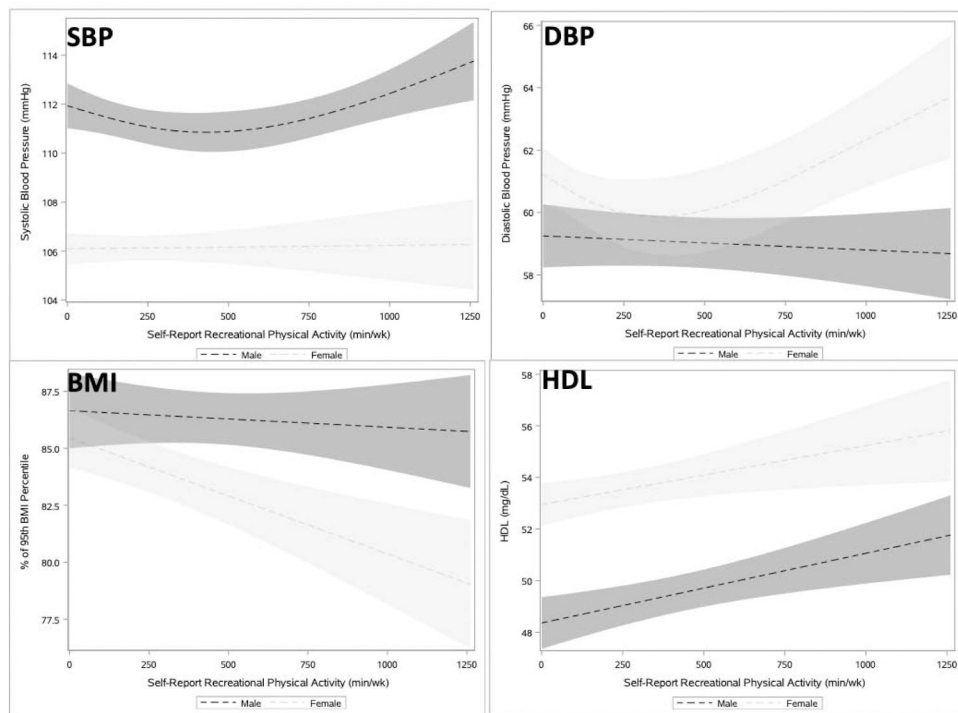 SBP
Systolic Blood Pressure (mmHg)
114
112
110
108
106
104
0 250 500 750 1000 1250
Self-Report Recreational Physical Activity (min/wk)
Male Female
DBP
Diastolic Blood Pressure (mmHg)
66
64
62
60
58
0 250 500 750 1000 1250
Self-Report Recreational Physical Activity (min/wk)
Male Female
BMI
% of 95th BMI Percentile
87.5
85.0
82.5
80.0
77.5
0 250 500 750 1000 1250
Self-Report Recreational Physical Activity (min/wk)
Male Female
HDL
HDL (mg/dL)
58
56
54
52
50
48
0 250 500 750 1000 1250
Self-Report Recreational Physical Activity (min/wk)
Male Female